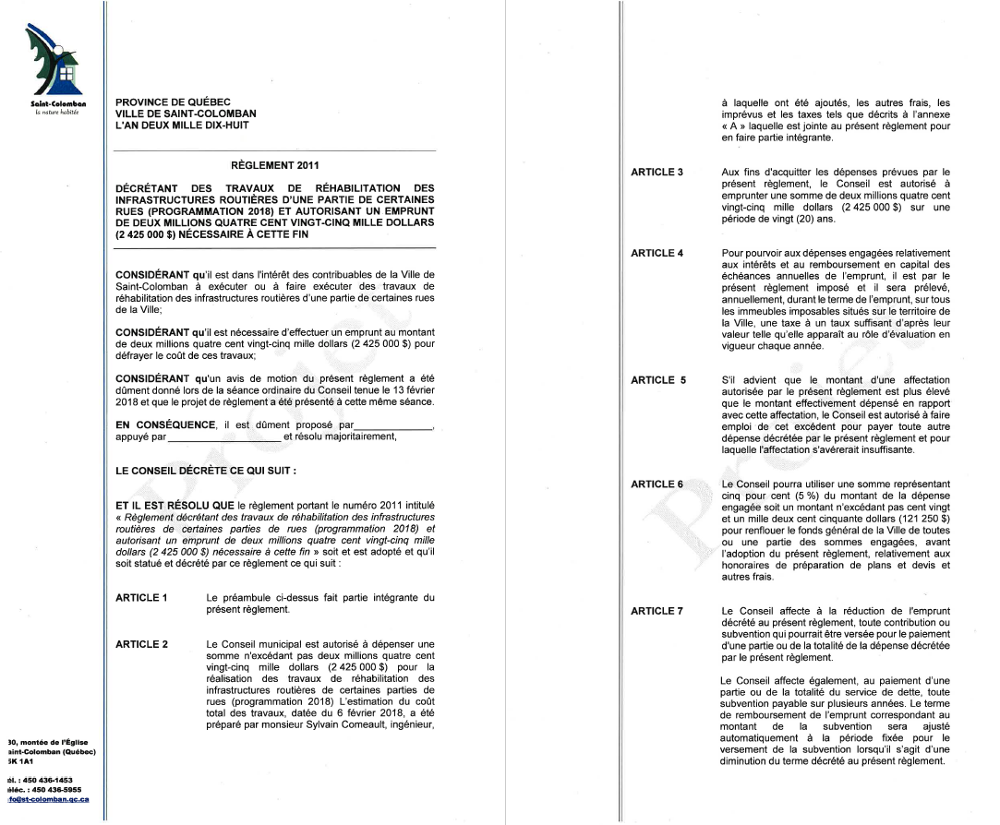 Saint-Colomban
la nature habitée
PROVINCE DE QUÉBEC
VILLE DE SAINT-COLOMBAN
L'AN DEUX MILLE DIX-HUIT
RÈGLEMENT 2011
DÉCRÉTANT DES TRAVAUX DE RÉHABILITATION DES
INFRASTRUCTURES ROUTIÈRES D'UNE PARTIE DE CERTAINES
RUES (PROGRAMMATION 2018) ET AUTORISANT UN EMPRUNT
DE DEUX MILLIONS QUATRE CENT VINGT-CINQ MILLE DOLLARS
(2 425 000 $) NÉCESSAIRE À CETTE FIN
CONSIDÉRANT qu'il est dans l'intérêt des contribuables de la Ville de
Saint-Colomban à exécuter ou à faire exécuter des travaux de
réhabilitation des infrastructures routières d'une partie de certaines rues
de la Ville;
CONSIDÉRANT qu'il est nécessaire d'effectuer un emprunt au montant
de deux millions quatre cent vingt-cinq mille dollars (2 425 000 $) pour
défrayer le coût de ces travaux;
CONSIDÉRANT qu'un avis de motion du présent règlement a été
dûment donné lors de la séance ordinaire du Conseil tenue le 13 février
2018 et que le projet de règlement a été présenté à cette même séance.
EN CONSÉQUENCE, il est dûment proposé par______________,
appuyé par ____________________ et résolu majoritairement,
LE CONSEIL DÉCRÈTE CE QUI SUIT :
ET IL EST RÉSOLU QUE le règlement portant le numéro 2011 intitulé
« Règlement décrétant des travaux de réhabilitation des infrastructures
routières de certaines parties de rues (programmation 2018) et
autorisant un emprunt de deux millions quatre cent vingt-cinq mille
dollars (2 425 000 $) nécessaire à cette fin » soit et est adopté et qu'il
soit statué et décrété par ce règlement ce qui suit :
ARTICLE 1 Le préambule ci-dessus fait partie intégrante du
présent règlement.
ARTICLE 2 Le Conseil municipal est autorisé à dépenser une
somme n'excédant pas deux millions quatre cent
vingt-cinq mille dollars (2 425 000 $) pour la
réalisation des travaux de réhabilitation des
infrastructures routières de certaines parties de
rues (programmation 2018) L'estimation du coût
total des travaux, datée du 6 février 2018, a été
préparé par monsieur Sylvain Comeault, ingénieur,
30, montée de l'Église
aint-Colomban (Québec)
5K 1A1
él. : 450 436-1453
éléc. : 450 436-5955
fo@st-colomban.qc.ca
Projet
à laquelle ont été ajoutés, les autres frais, les
imprévus et les taxes tels que décrits à l'annexe
« A » laquelle est jointe au présent règlement pour
en faire partie intégrante.
ARTICLE 3 Aux fins d'acquitter les dépenses prévues par le
présent règlement, le Conseil est autorisé à
emprunter une somme de deux millions quatre cent
vingt-cinq mille dollars (2 425 000 $) sur une
période de vingt (20) ans.
ARTICLE 4 Pour pourvoir aux dépenses engagées relativement
aux intérêts et au remboursement en capital des
échéances annuelles de l'emprunt, il est par le
présent règlement imposé et il sera prélevé,
annuellement, durant le terme de l'emprunt, sur tous
les immeubles imposables situés sur le territoire de
la Ville, une taxe à un taux suffisant d'après leur
valeur telle qu'elle apparaît au rôle d'évaluation en
vigueur chaque année.
ARTICLE 5 S'il advient que le montant d'une affectation
autorisée par le présent règlement est plus élevé
que le montant effectivement dépensé en rapport
avec cette affectation, le Conseil est autorisé à faire
emploi de cet excédent pour payer toute autre
dépense décrétée par le présent règlement et pour
laquelle l'affectation s'avérerait insuffisante.
ARTICLE 6 Le Conseil pourra utiliser une somme représentant
cinq pour cent (5 %) du montant de la dépense
engagée soit un montant n'excédant pas cent vingt
et un mille deux cent cinquante dollars (121 250 $)
pour renflouer le fonds général de la Ville de toutes
ou une partie des sommes engagées, avant
l'adoption du présent règlement, relativement aux
honoraires de préparation de plans et devis et
autres frais.
ARTICLE 7 Le Conseil affecte à la réduction de l'emprunt
décrété au présent règlement, toute contribution ou
subvention qui pourrait être versée pour le paiement
d'une partie ou de la totalité de la dépense décrétée
par le présent règlement.
Le Conseil affecte également, au paiement d'une
partie ou de la totalité du service de dette, toute
subvention payable sur plusieurs années. Le terme
de remboursement de l'emprunt correspondant au
montant de la subvention sera ajusté
automatiquement à la période fixée pour le
versement de la subvention lorsqu'il s'agit d'une
diminution du terme décrété au présent règlement.
Projet